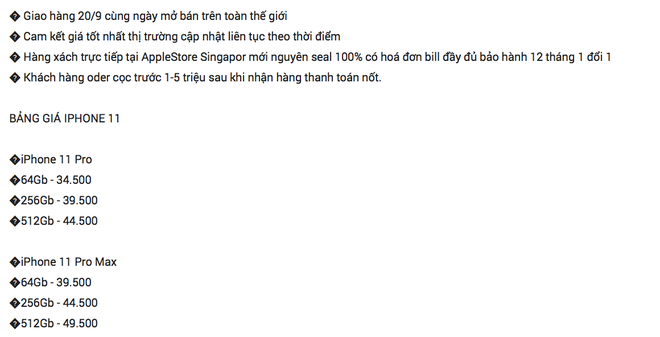 � Giao hàng 20/9 cùng ngày mở bán trên toàn thế giới
� Cam kết giá tốt nhất thị trường cập nhật liên tục theo thời điểm
� Hàng xách trực tiếp tại AppleStore Singapor mới nguyên seal 100% có hoá đơn bill đầy đủ bảo hành 12 tháng 1 đổi 1
� Khách hàng oder cọc trước 1-5 triệu sau khi nhận hàng thanh toán nốt.
BẢNG GIÁ IPHONE 11
�iPhone 11 Pro
�64Gb - 34.500
�256Gb - 39.500
�512Gb - 44.500
�iPhone 11 Pro Max
�64Gb - 39.500
�256Gb - 44.500
�512Gb - 49.500